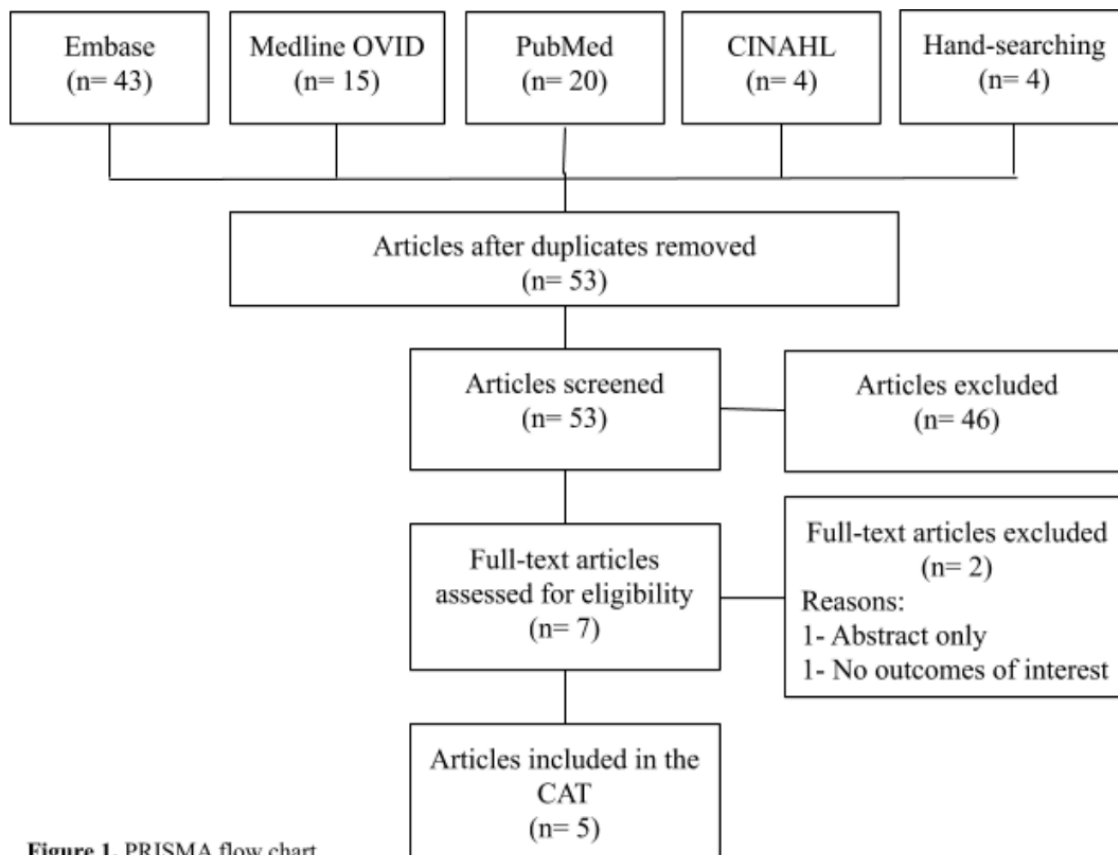 Embase
(n= 43)
Medline OVID
(n= 15)
PubMed
(n= 20)
CINAHL
(n= 4)
Hand-searching
(n= 4)
Articles after duplicates removed
(n= 53)
Articles screened
(n= 53)
Articles excluded
(n= 46)
Full-text articles
assessed for eligibility
(n= 7)
Full-text articles excluded
(n= 2)
Reasons:
1- Abstract only
1- No outcomes of interest
Articles included in the
CAT
(n= 5)
Figure 1. PRISMA flow chart